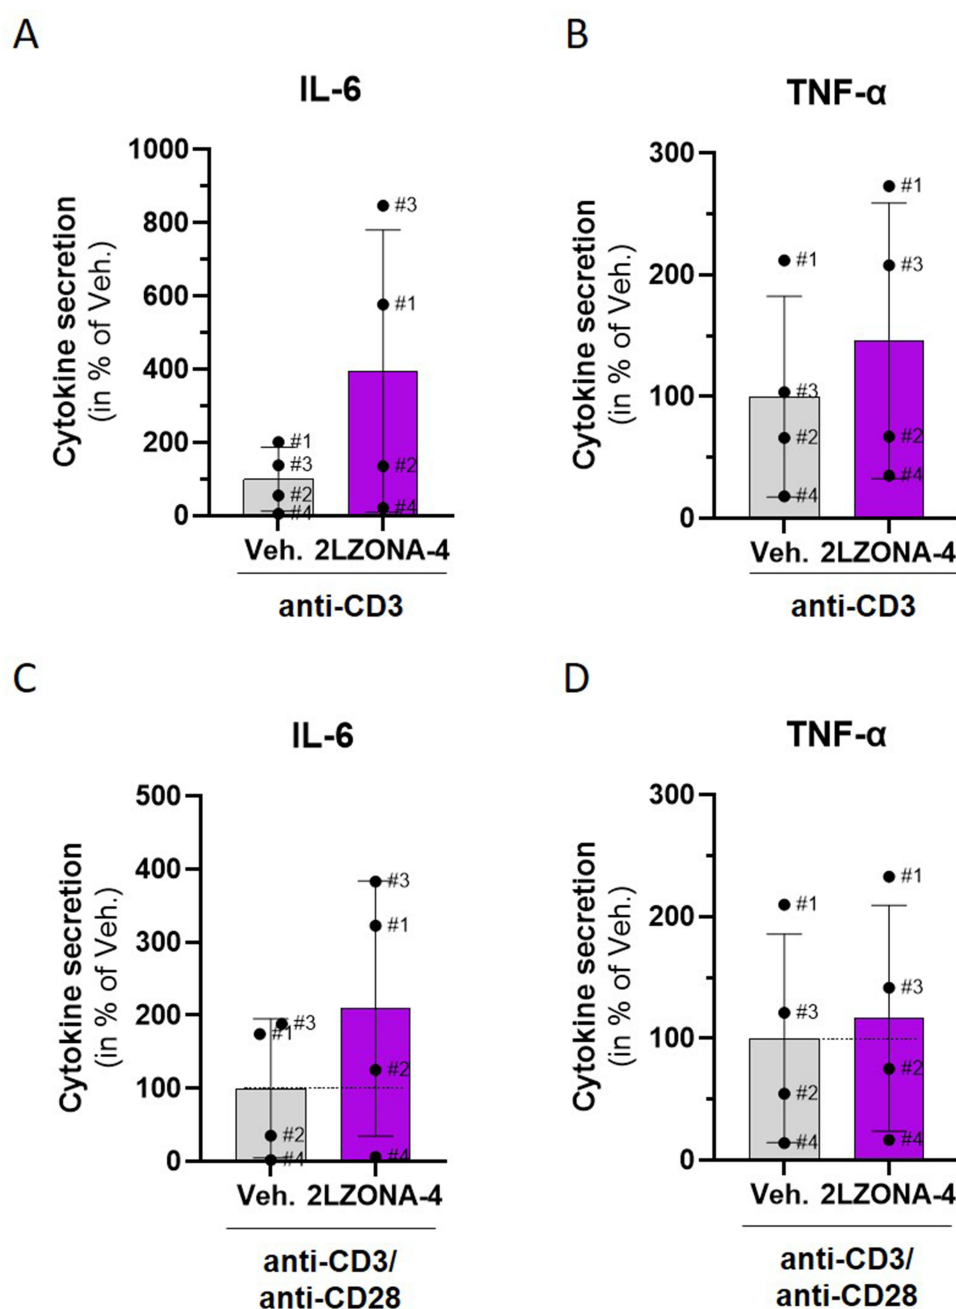 A
IL-6
Cytokine secretion
(in % of Veh.)
1000
800
600
400
200
0
#1
#3
#2
#4
#3
#1
#2
#4
Veh. 2LZONA-4
anti-CD3
B
TNF-α
Cytokine secretion
(in % of Veh.)
300
200
100
0
#1
#3
#2
#4
#1
#3
#2
#4
Veh. 2LZONA-4
anti-CD3
C
IL-6
Cytokine secretion
(in % of Veh.)
500
400
300
200
100
0
#3
#1
#2
#4
#3
#1
#2
#4
Veh. 2LZONA-4
anti-CD3/
anti-CD28
D
TNF-α
Cytokine secretion
(in % of Veh.)
300
200
100
0
#1
#3
#2
#4
#1
#3
#2
#4
Veh. 2LZONA-4
anti-CD3/
anti-CD28